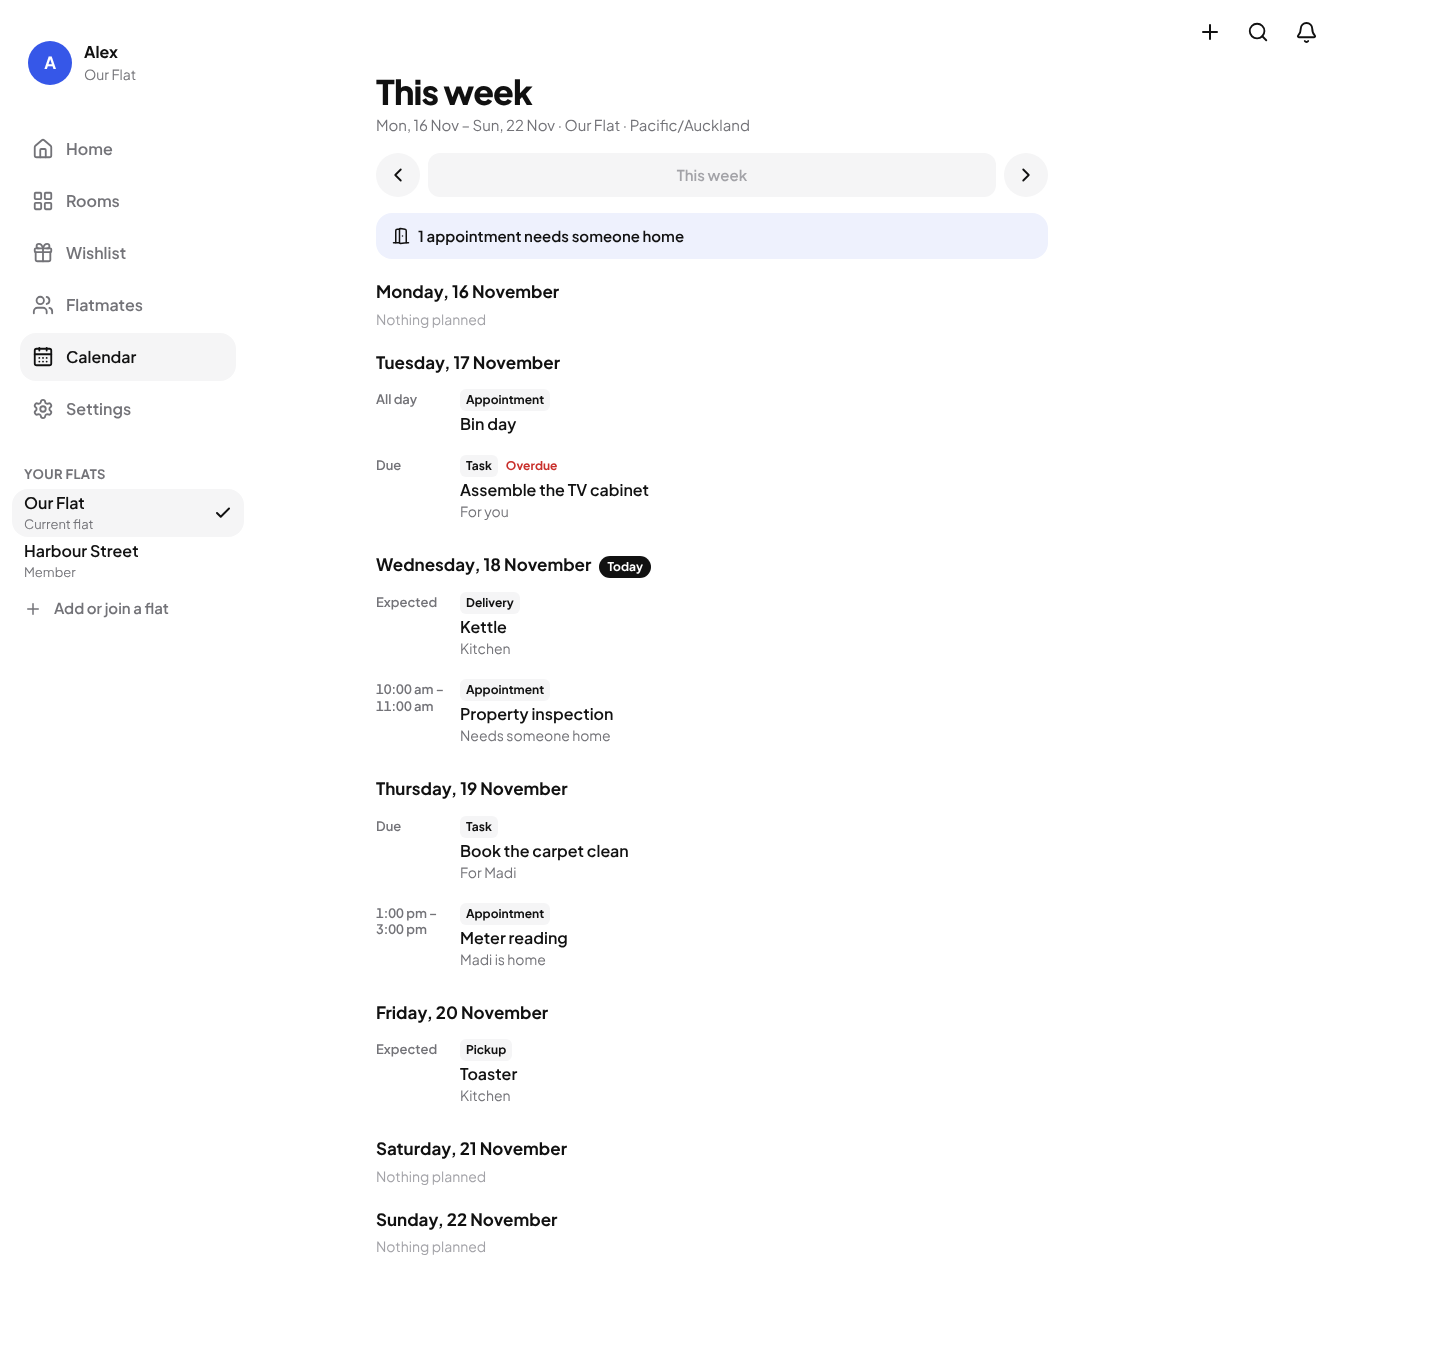 A
Alex
Our Flat
Home
Rooms
Wishlist
Flatmates
Calendar
Settings
YOUR FLATS
Our Flat
Current flat
Harbour Street
Member
Add or join a flat
This week
Mon, 16 Nov – Sun, 22 Nov · Our Flat · Pacific/Auckland
This week
1 appointment needs someone home
Monday, 16 November
Nothing planned
Tuesday, 17 November
All day
Appointment
Bin day
Due
Task Overdue
Assemble the TV cabinet
For you
Wednesday, 18 November Today
Expected
Delivery
Kettle
Kitchen
10:00 am –
11:00 am
Appointment
Property inspection
Needs someone home
Thursday, 19 November
Due
Task
Book the carpet clean
For Madi
1:00 pm –
3:00 pm
Appointment
Meter reading
Madi is home
Friday, 20 November
Expected
Pickup
Toaster
Kitchen
Saturday, 21 November
Nothing planned
Sunday, 22 November
Nothing planned